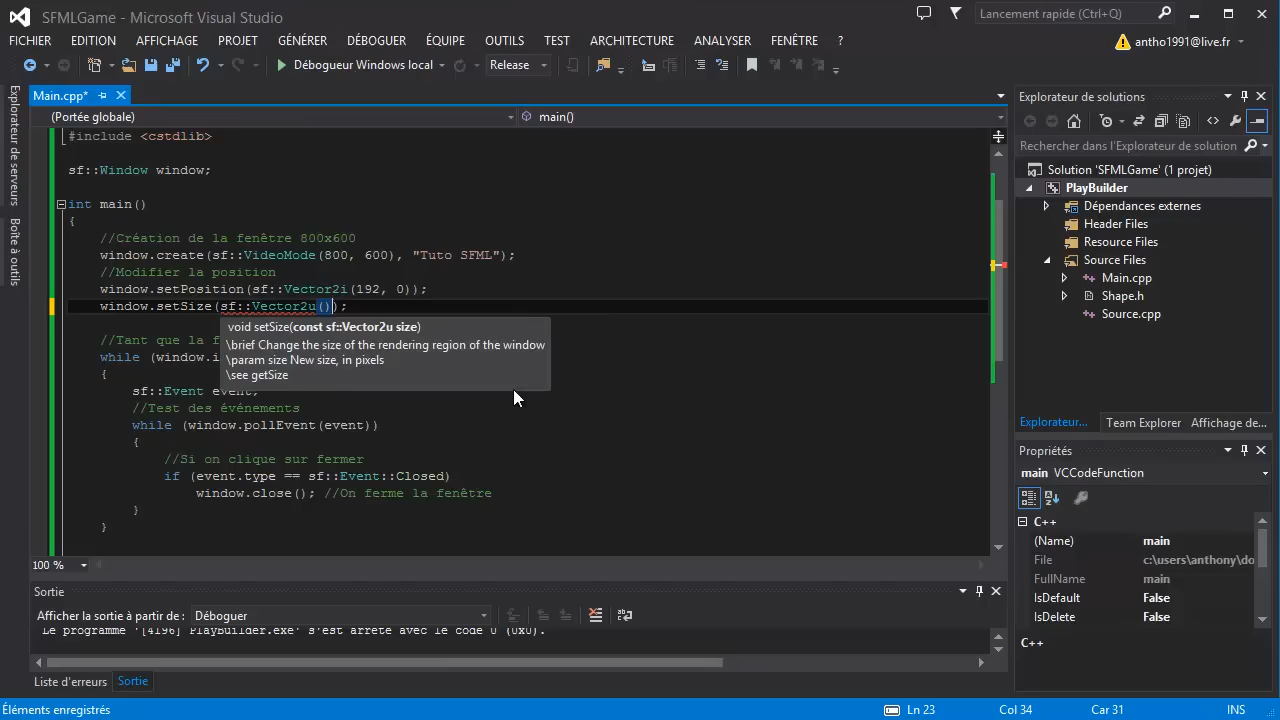 SFMLGame - Microsoft Visual Studio
Lancement rapide (Ctrl+Q)
FICHIER EDITION AFFICHAGE PROJET GÉNÉRER DÉBOGUER ÉQUIPE OUTILS TEST ARCHITECTURE ANALYSER FENÊTRE ?
antho1991@live.fr
Débogueur Windows local
Release
Explorateur de serveurs
Boîte à outils
Main.cpp*
(Portée globale)
main()
#include <cstdlib>
sf::Window window;
int main()
{
//Création de la fenêtre 800x600
window.create(sf::VideoMode(800, 600), "Tuto SFML");
//Modifier la position
window.setPosition(sf::Vector2i(192, 0));
window.setSize(sf::Vector2u());
void setSize(const sf::Vector2u size)
\brief Change the size of the rendering region of the window
\param size New size, in pixels
\see getSize
//Tant que la f
while (window.i
{
sf::Event event;
//Test des événements
while (window.pollEvent(event))
{
//Si on clique sur fermer
if (event.type == sf::Event::Closed)
window.close(); //On ferme la fenêtre
}
}
100 %
Sortie
Afficher la sortie à partir de : Déboguer
Le programme '[4196] PlayBuilder.exe' s'est arrêté avec le code 0 (0x0).
Liste d'erreurs
Sortie
Explorateur de solutions
Rechercher dans l'Explorateur de solution
Solution 'SFMLGame' (1 projet)
PlayBuilder
Dépendances externes
Header Files
Resource Files
Source Files
Main.cpp
Shape.h
Source.cpp
Explorateur... Team Explorer Affichage de...
Propriétés
main VCCodeFunction
C++
(Name) main
File c:\users\anthony\do
FullName main
IsDefault False
IsDelete False
C++
Éléments enregistrés
Ln 23 Col 34 Car 31 INS